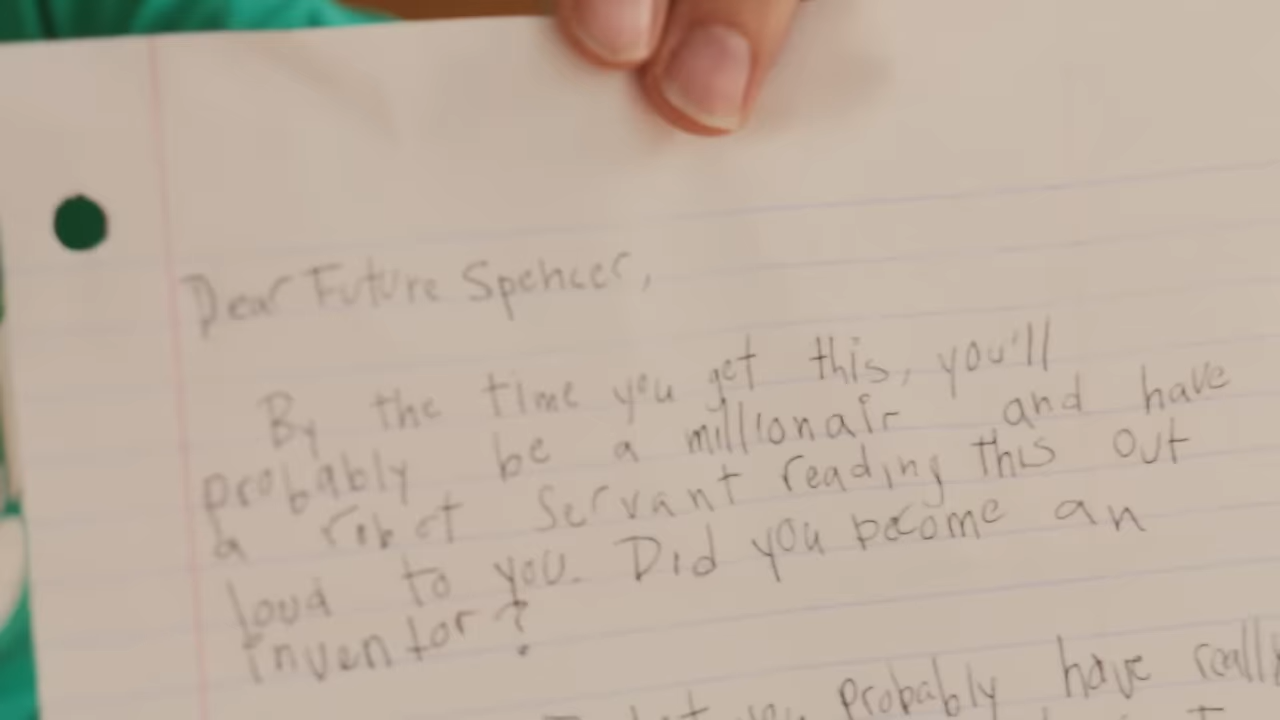 Dear Future Spencer,
By the time you get this, you'll
probably be a millionair and have
a robot servant reading this out
loud to you. Did you become an
inventor?
probably have really